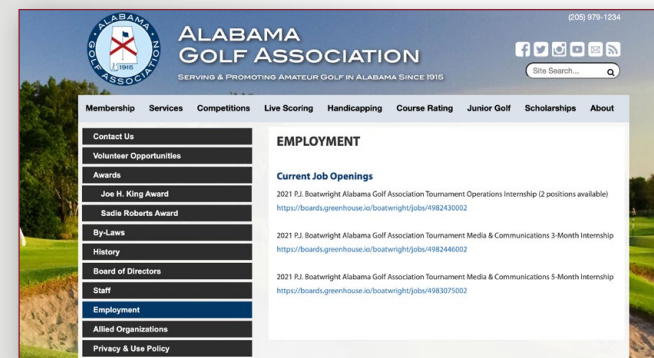 (205) 979-1234
ALABAMA GOLF ASSOCIATION
1915
ALABAMA
GOLF ASSOCIATION
SERVING & PROMOTING AMATEUR GOLF IN ALABAMA SINCE 1915
Site Search...
Membership Services Competitions Live Scoring Handicapping Course Rating Junior Golf Scholarships About
Contact Us
Volunteer Opportunities
Awards
Joe H. King Award
Sadie Roberts Award
By-Laws
History
Board of Directors
Staff
Employment
Allied Organizations
Privacy & Use Policy
EMPLOYMENT
Current Job Openings
2021 P.J. Boatwright Alabama Golf Association Tournament Operations Internship (2 positions available)
https://boards.greenhouse.io/boatwright/jobs/4982430002
2021 P.J. Boatwright Alabama Golf Association Tournament Media & Communications 3-Month Internship
https://boards.greenhouse.io/boatwright/jobs/4982446002
2021 P.J. Boatwright Alabama Golf Association Tournament Media & Communications 5-Month Internship
https://boards.greenhouse.io/boatwright/jobs/4983075002